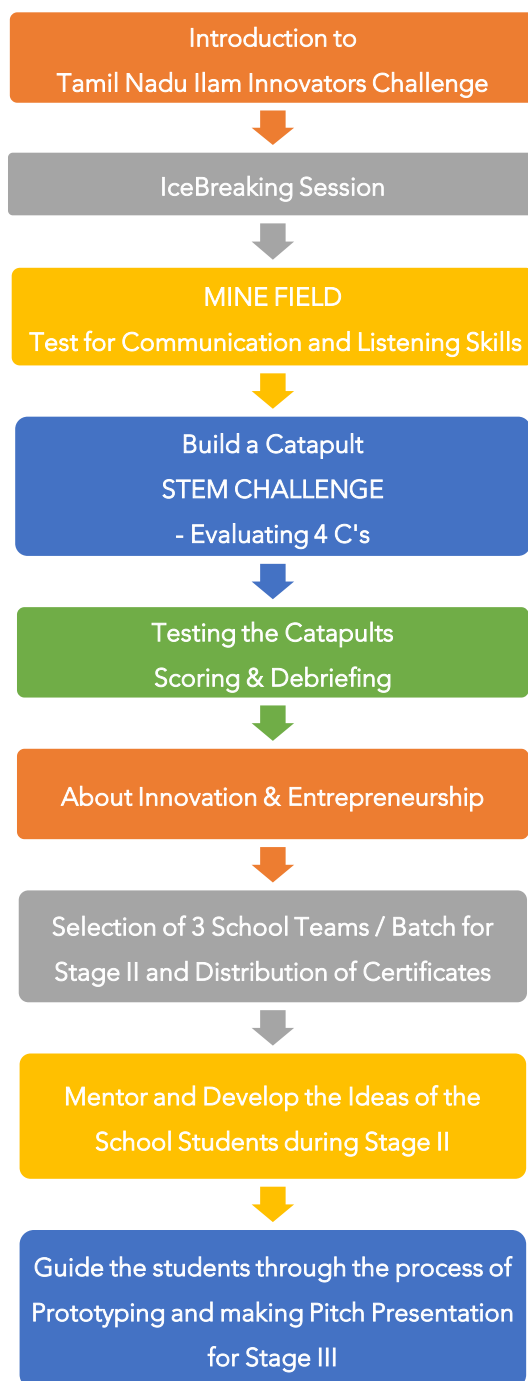 Introduction to
Tamil Nadu Ilam Innovators Challenge
IceBreaking Session
MINE FIELD
Test for Communication and Listening Skills
Build a Catapult
STEM CHALLENGE
- Evaluating 4 C's
Testing the Catapults
Scoring & Debriefing
About Innovation & Entrepreneurship
Selection of 3 School Teams / Batch for
Stage II and Distribution of Certificates
Mentor and Develop the Ideas of the
School Students during Stage II
Guide the students through the process of
Prototyping and making Pitch Presentation
for Stage III